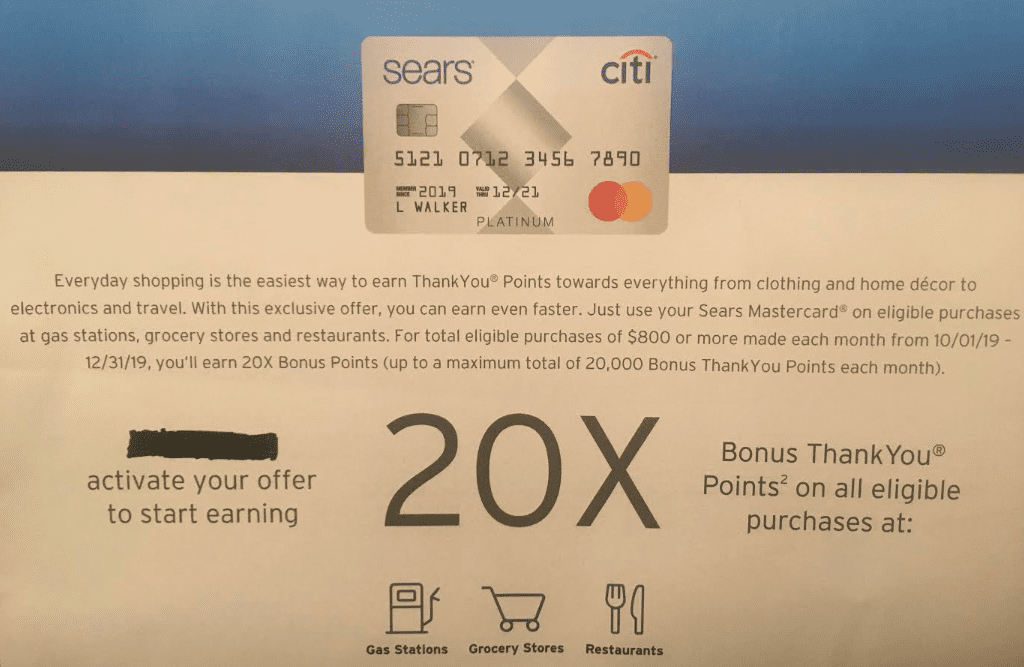 sears
citi
5121 0712 3456 7890
MEMBER SINCE 2019 VALID THRU 12/21
L WALKER
PLATINUM
Everyday shopping is the easiest way to earn ThankYou® Points towards everything from clothing and home décor to
electronics and travel. With this exclusive offer, you can earn even faster. Just use your Sears Mastercard® on eligible purchases
at gas stations, grocery stores and restaurants. For total eligible purchases of $800 or more made each month from 10/01/19 –
12/31/19, you'll earn 20X Bonus Points (up to a maximum total of 20,000 Bonus ThankYou Points each month).
activate your offer
to start earning
20X
Bonus ThankYou®
Points² on all eligible
purchases at:
Gas Stations
Grocery Stores
Restaurants